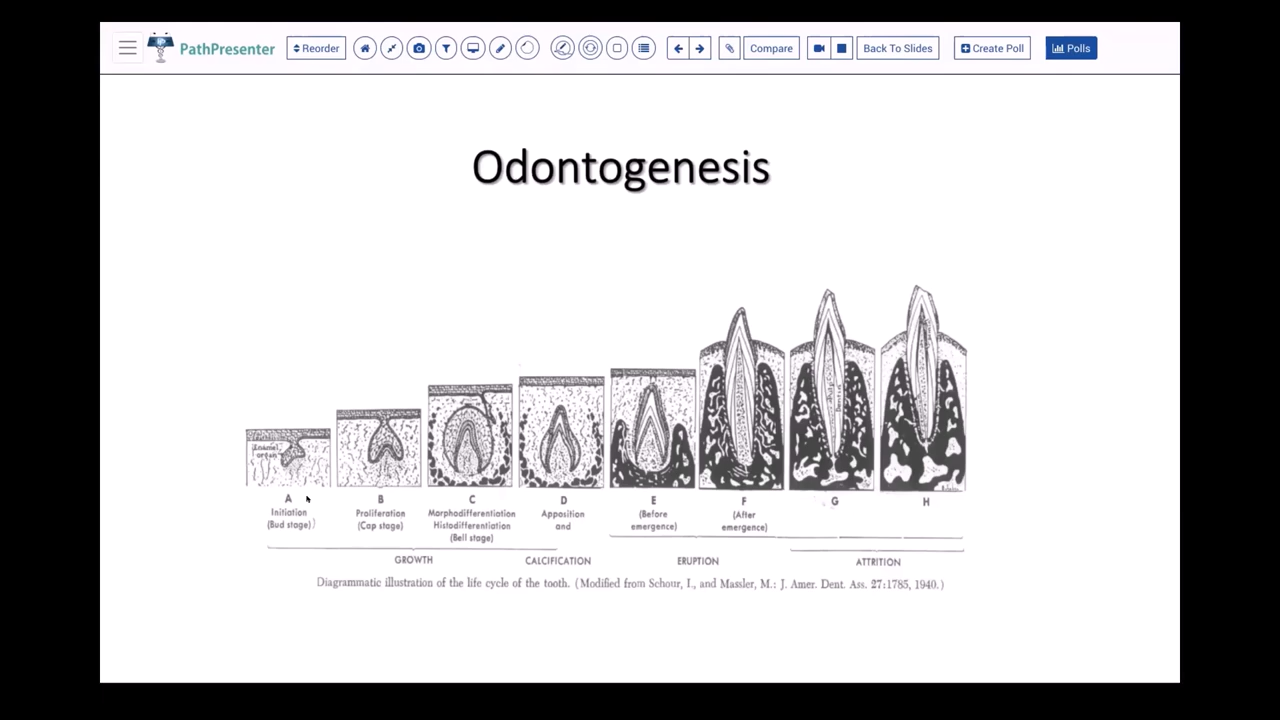 PathPresenter
Reorder
Compare
Back To Slides
Create Poll
Polls
Odontogenesis
Enamel
organ
A
Initiation
(Bud stage)
B
Proliferation
(Cap stage)
C
Morphodifferentiation
Histodifferentiation
(Bell stage)
D
Apposition
and
E
(Before
emergence)
F
(After
emergence)
G
H
GROWTH
CALCIFICATION
ERUPTION
ATTRITION
Diagrammatic illustration of the life cycle of the tooth. (Modified from Schour, I., and Massler, M.: J. Amer. Dent. Ass. 27:1785, 1940.)